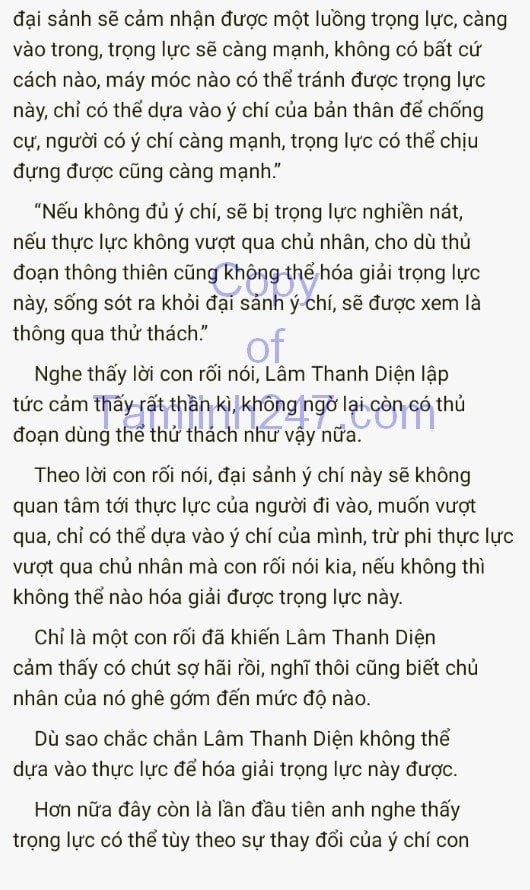 đại sảnh sẽ cảm nhận được một luồng trọng lực, càng
vào trong, trọng lực sẽ càng mạnh, không có bất cứ
cách nào, máy móc nào có thể tránh được trọng lực
này, chỉ có thể dựa vào ý chí của bản thân để chống
cự, người có ý chí càng mạnh, trọng lực có thể chịu
đựng được cũng càng mạnh.”
“Nếu không đủ ý chí, sẽ bị trọng lực nghiền nát,
nếu thực lực không vượt qua chủ nhân, cho dù thủ
đoạn thông thiên cũng không thể hóa giải trọng lực
này, sống sót ra khỏi đại sảnh ý chí, sẽ được xem là
thông qua thử thách.”
Nghe thấy lời con rối nói, Lâm Thanh Diện lập
tức cảm thấy rất thần kì, không ngờ lại còn có thủ
đoạn dùng thể thử thách như vậy nữa.
Theo lời con rối nói, đại sảnh ý chí này sẽ không
quan tâm tới thực lực của người đi vào, muốn vượt
qua, chỉ có thể dựa vào ý chí của mình, trừ phi thực lực
vượt qua chủ nhân mà con rối nói kia, nếu không thì
không thể nào hóa giải được trọng lực này.
Chỉ là một con rối đã khiến Lâm Thanh Diện
cảm thấy có chút sợ hãi rồi, nghĩ thôi cũng biết chủ
nhân của nó ghê gớm đến mức độ nào.
Dù sao chắc chắn Lâm Thanh Diện không thể
dựa vào thực lực để hóa giải trọng lực này được.
Hơn nữa đây còn là lần đầu tiên anh nghe thấy
trọng lực có thể tùy theo sự thay đổi của ý chí con
Copy
of
Tamlinh247.com